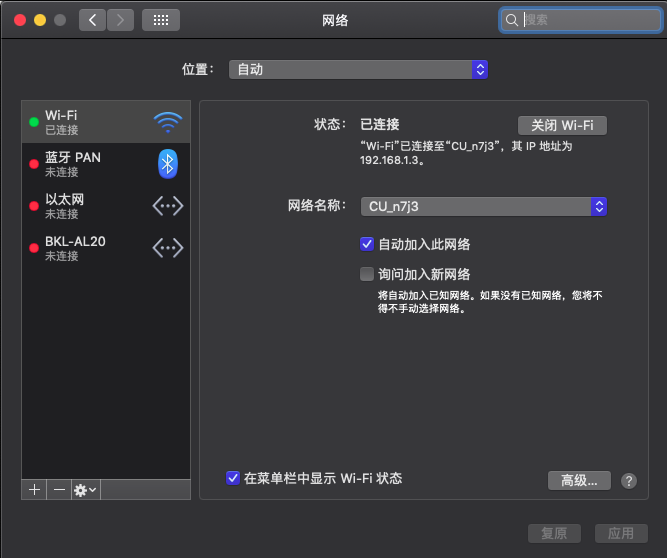 网络
搜索
位置：
自动
Wi-Fi
已连接
蓝牙 PAN
未连接
以太网
未连接
BKL-AL20
未连接
状态：
已连接
关闭 Wi-Fi
“Wi-Fi”已连接至“CU_n7j3”，其 IP 地址为
192.168.1.3。
网络名称：
CU_n7j3
自动加入此网络
询问加入新网络
将自动加入已知网络。如果没有已知网络，您将不
得不手动选择网络。
在菜单栏中显示 Wi-Fi 状态
高级...
?
复原
应用